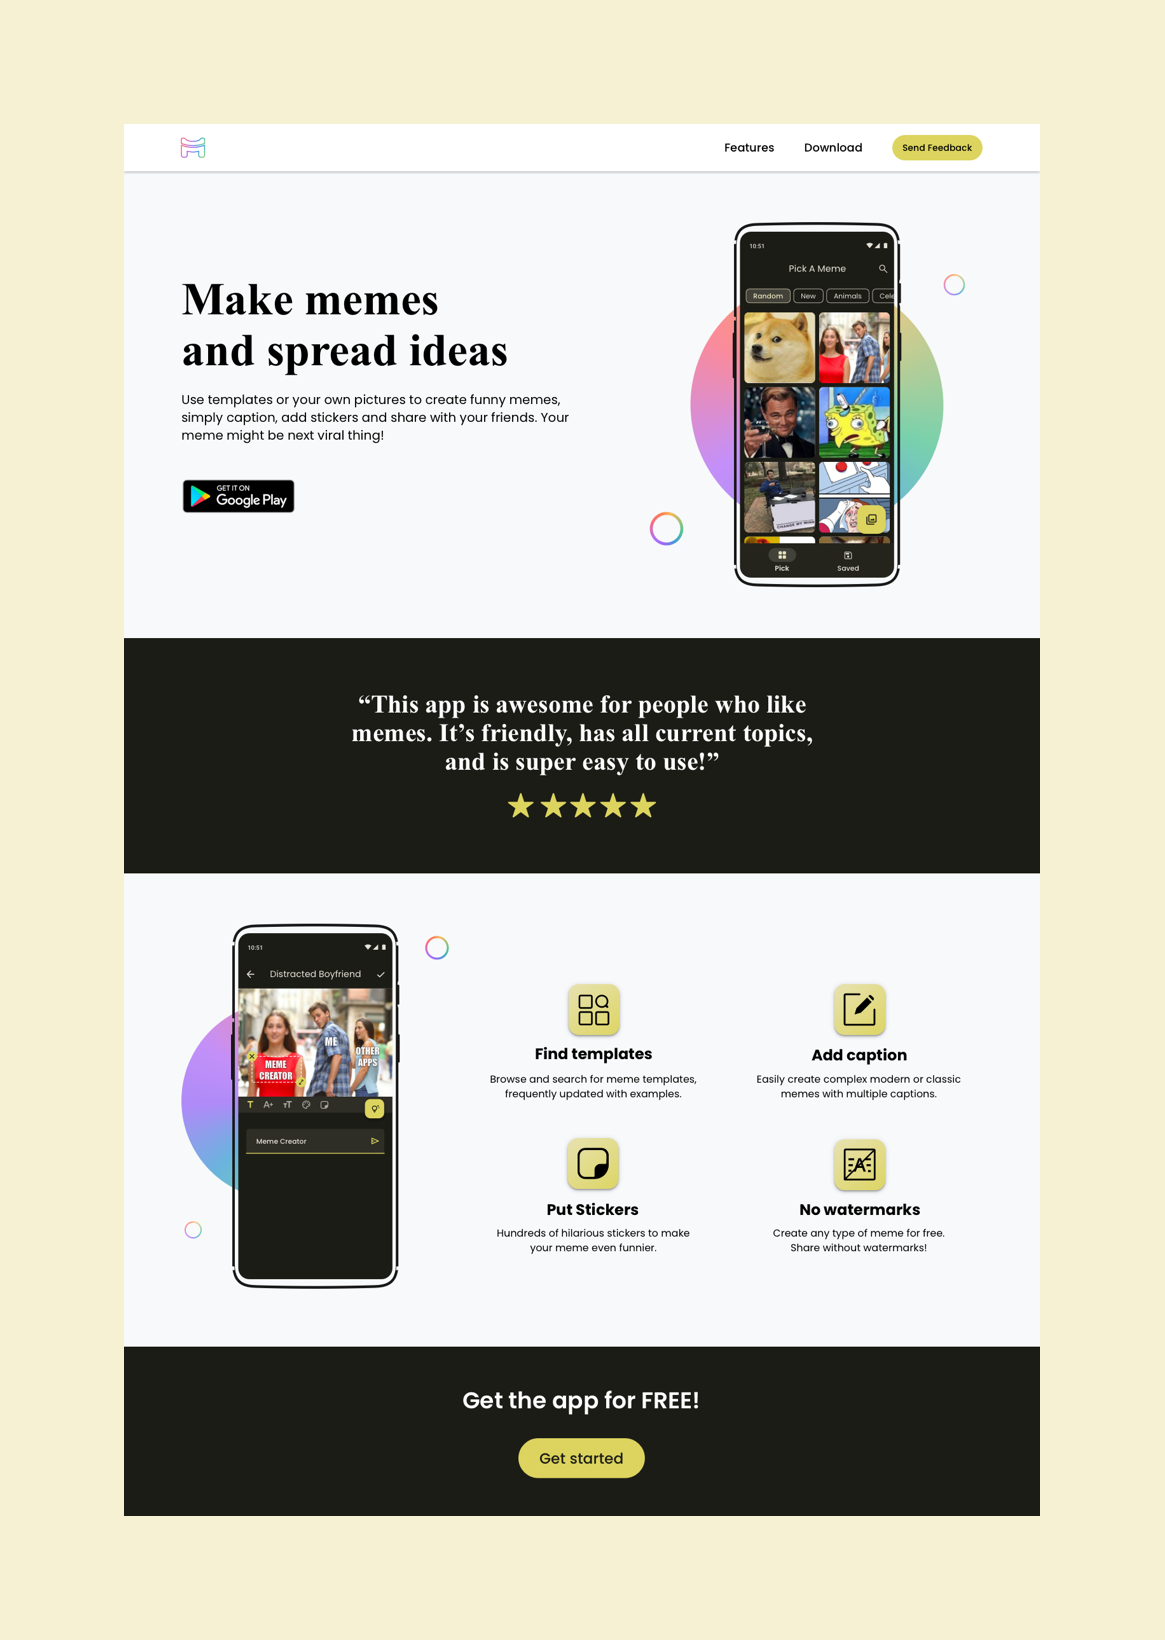 Features
Download
Send Feedback
Make memes
and spread ideas
Use templates or your own pictures to create funny memes,
simply caption, add stickers and share with your friends. Your
meme might be next viral thing!
GET IT ON
Google Play
10:51
Pick A Meme
Random
New
Animals
Cele
CHANGE MY MIND
Pick
Saved
“This app is awesome for people who like
memes. It’s friendly, has all current topics,
and is super easy to use!”
10:51
Distracted Boyfriend
ME
OTHER
APPS
MEME
CREATOR
T
A+
TT
Meme Creator
Find templates
Browse and search for meme templates,
frequently updated with examples.
Add caption
Easily create complex modern or classic
memes with multiple captions.
Put Stickers
Hundreds of hilarious stickers to make
your meme even funnier.
A
No watermarks
Create any type of meme for free.
Share without watermarks!
Get the app for FREE!
Get started